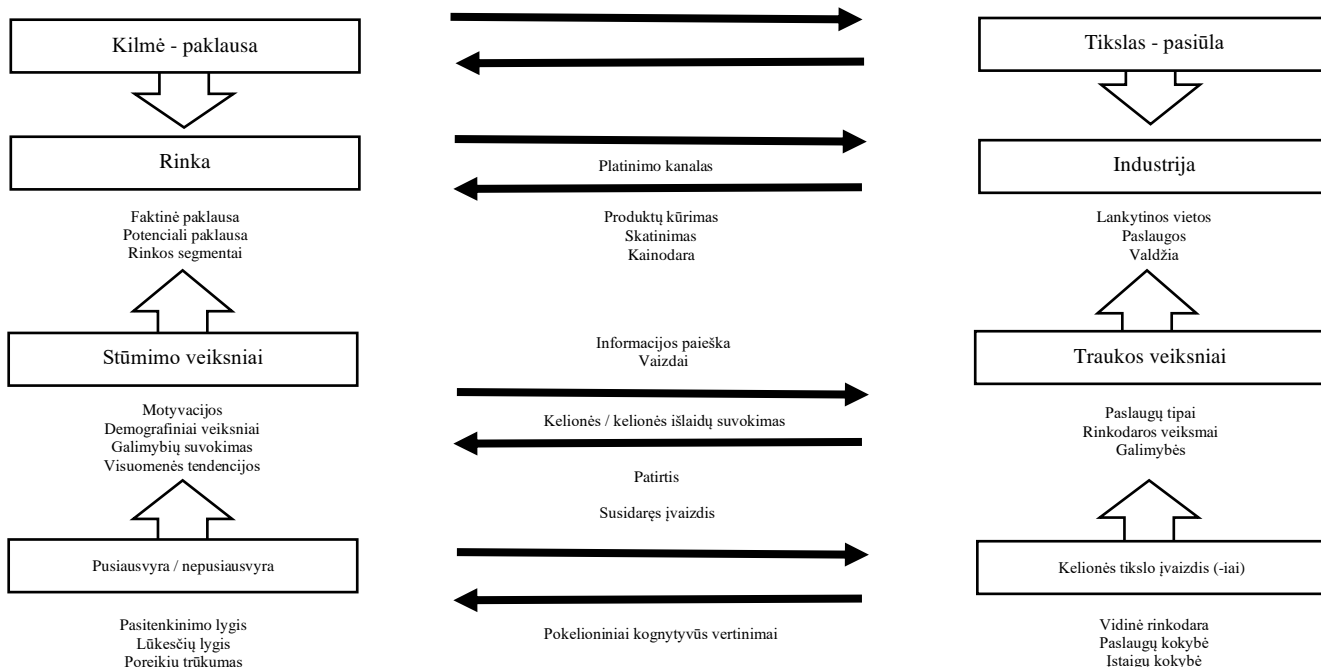 Kilmė - paklausa
Tikslas - pasiūla
Rinka
Platinimo kanalas
Industrija
Faktinė paklausa
Potenciali paklausa
Rinkos segmentai
Produktų kūrimas
Skatinimas
Kainodara
Lankytinos vietos
Paslaugos
Valdžia
Stūmimo veiksniai
Informacijos paieška
Vaizdai
Traukos veiksniai
Motyvacijos
Demografiniai veiksniai
Galimybių suvokimas
Visuomenės tendencijos
Kelionės / kelionės išlaidų suvokimas
Patirtis
Susidaręs įvaizdis
Paslaugų tipai
Rinkodaros veiksmai
Galimybės
Pusiausvyra / nepusiausvyra
Kelionės tikslo įvaizdis (-iai)
Pasitenkinimo lygis
Lūkesčių lygis
Poreikių trūkumas
Pokelioniniai kognytyvūs vertinimai
Vidinė rinkodara
Paslaugų kokybė
Įstaigų kokybė